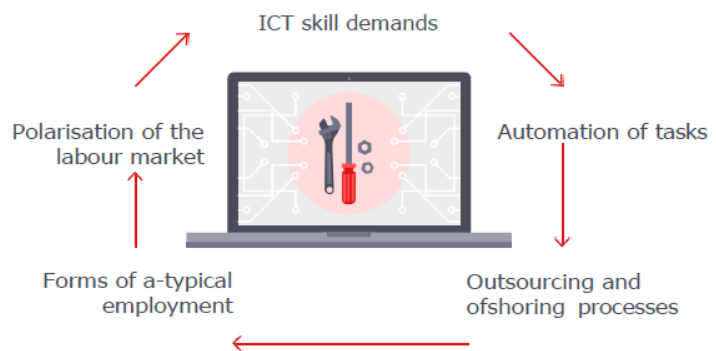 ICT skill demands
Polarisation of the
labour market
Automation of tasks
Forms of a-typical
employment
Outsourcing and
ofshoring processes